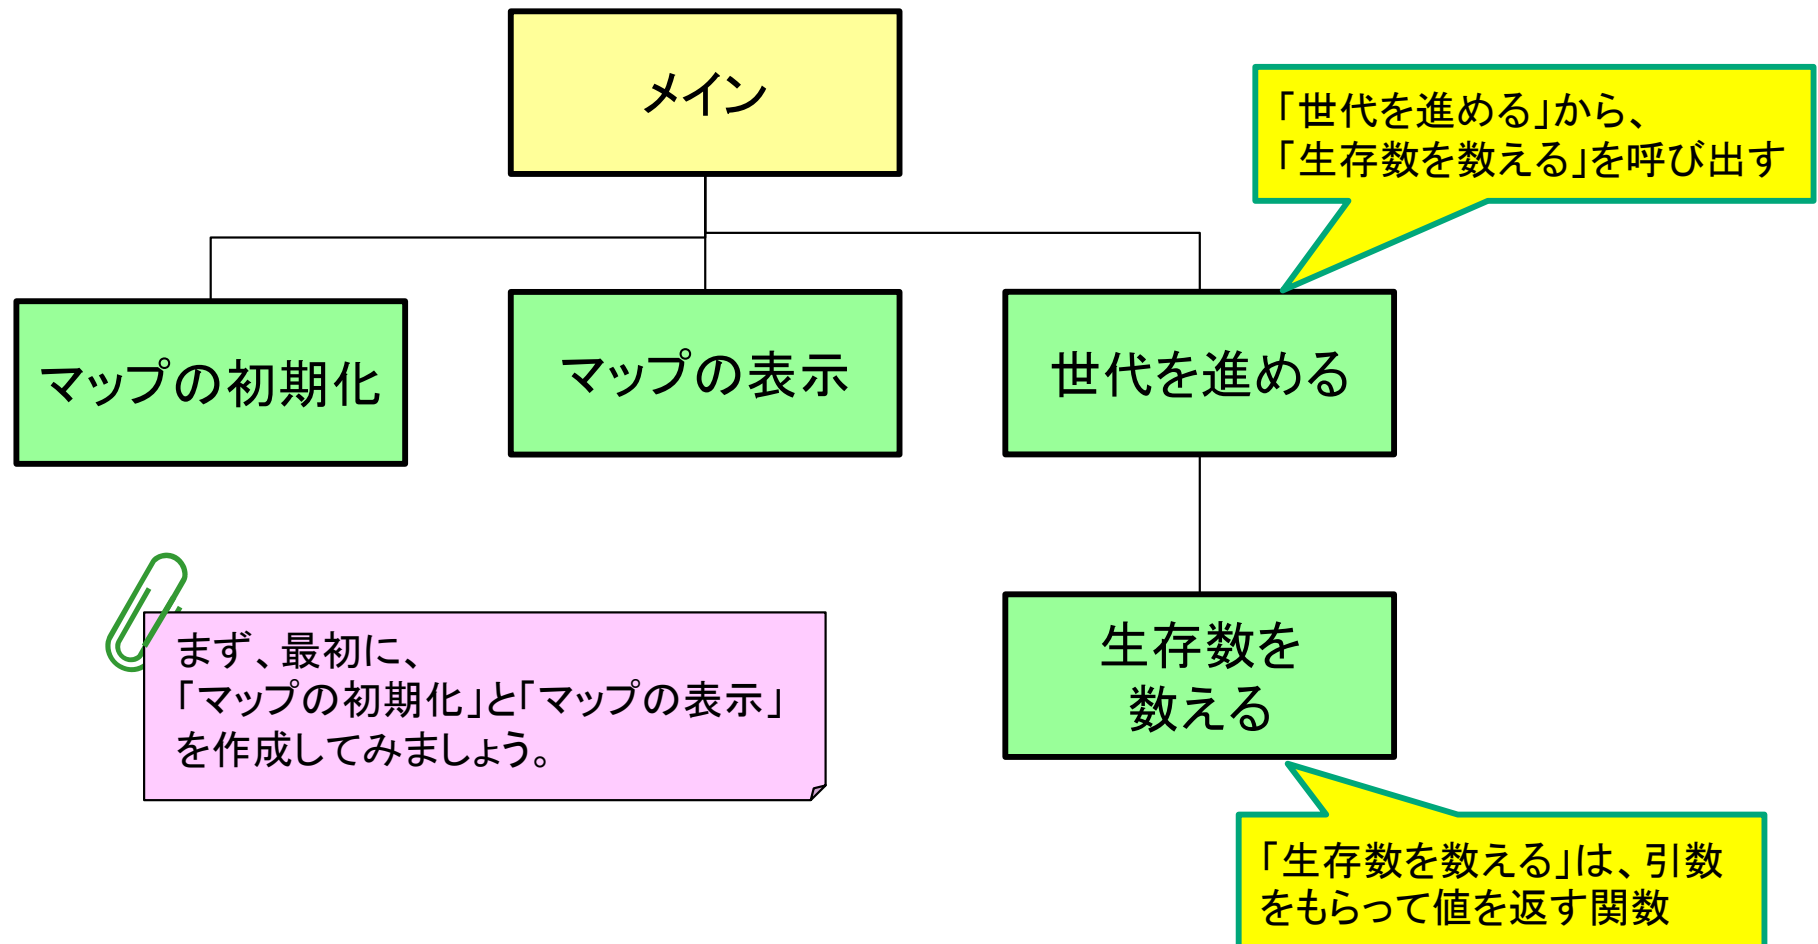 メイン
「世代を進める」から、
「生存数を数える」を呼び出す
マップの初期化
マップの表示
世代を進める
まず、最初に、
「マップの初期化」と「マップの表示」
を作成してみましょう。
生存数を
数える
「生存数を数える」は、引数
をもらって値を返す関数